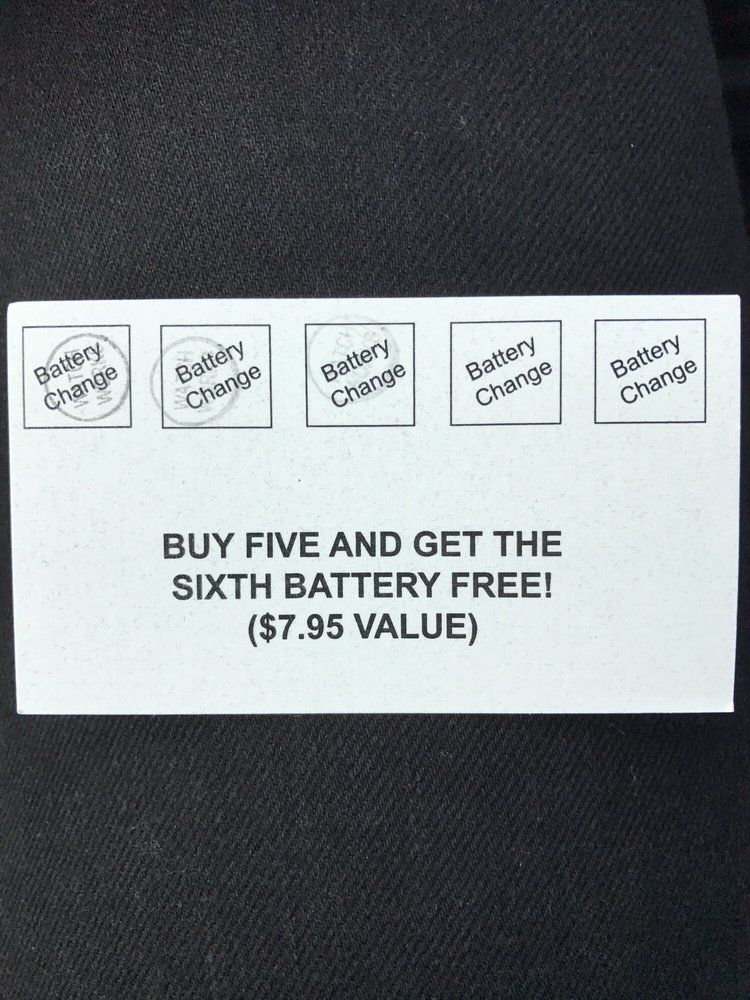 Battery
Change
Battery
Change
Battery
Change
Battery
Change
Battery
Change
BUY FIVE AND GET THE
SIXTH BATTERY FREE!
($7.95 VALUE)